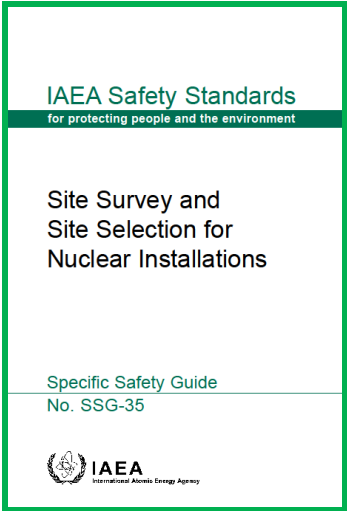 IAEA Safety Standards
for protecting people and the environment
Site Survey and
Site Selection for
Nuclear Installations
Specific Safety Guide
No. SSG-35
IAEA
International Atomic Energy Agency